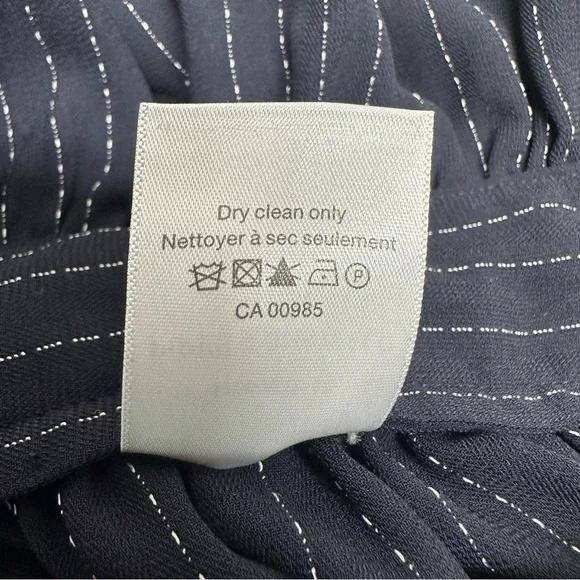 Dry clean only
Nettoyer à sec seulement
P
CA 00985